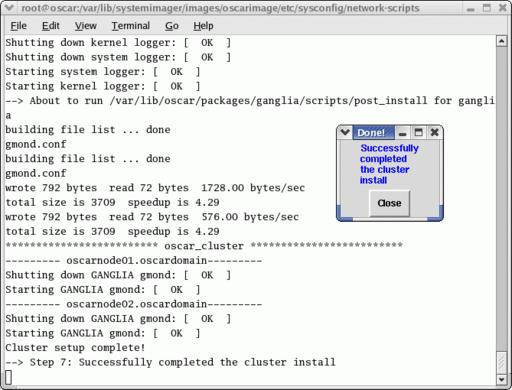 root@oscar:/var/lib/systemimager/images/oscarimage/etc/sysconfig/network-scripts
File Edit View Terminal Go Help
Shutting down kernel logger: [  OK  ]
Shutting down system logger: [  OK  ]
Starting system logger: [  OK  ]
Starting kernel logger: [  OK  ]
--> About to run /var/lib/oscar/packages/ganglia/scripts/post_install for gangli
a
building file list ... done
gmond.conf
building file list ... done
gmond.conf
wrote 792 bytes  read 72 bytes  1728.00 bytes/sec
total size is 3709  speedup is 4.29
wrote 792 bytes  read 72 bytes  576.00 bytes/sec
total size is 3709  speedup is 4.29
************************* oscar_cluster *************************
--------- oscarnode01.oscardomain---------
Shutting down GANGLIA gmond: [  OK  ]
Starting GANGLIA gmond: [  OK  ]
--------- oscarnode02.oscardomain---------
Shutting down GANGLIA gmond: [  OK  ]
Starting GANGLIA gmond: [  OK  ]
Cluster setup complete!
--> Step 7: Successfully completed the cluster install
Done!
Successfully
completed
the cluster
install
Close